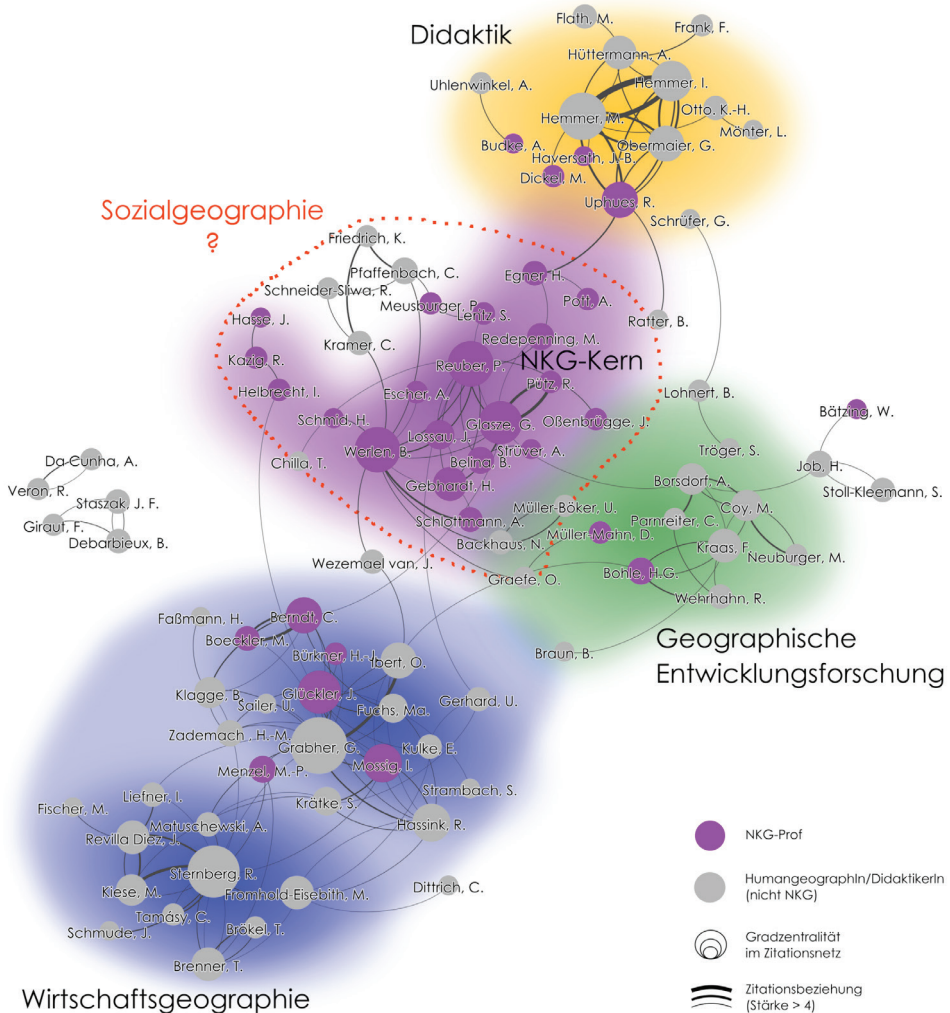 Flath, M.
Frank, F.
Didaktik
Hüttermann, A.
Uhlenwinkel, A.
Hemmer, I.
Otto. K.-H.
Hemmer, M.
Mönter, L.
Budke, A.
Obermaier, G.
Haversath, J.-B.
Dickel, M.
Uphues, R.
Sozialgeographie
?
Schrüfer, G.
Friedrich, K.
Pfaffenbach, C.
Egner, H.
Schneider-Sliwa, R.
Meusburger, P.
Pott, A.
Lentz, S.
Hasse, J.
Ratter, B.
Redepenning, M.
Kramer, C.
NKG-Kern
Kazig, R.
Reuber, P.
Pütz, R.
Helbrecht, I.
Escher, A.
Lohnert, B.
Bätzing, W.
Schmid, H.
Glasze, G.
Oßenbrügge, J.
Lossau, J.
Werlen, B.
Strüver, A.
Tröger, S.
Da Cunha, A.
Chilla, T.
Belina, B.
Job, H.
Veron, R.
Gebhardt, H.
Borsdorf, A.
Stoll-Kleemann, S.
Staszak, J. F.
Müller-Böker, U.
Coy, M.
Giraut, F.
Schlottmann, A.
Parnreiter, C.
Müller-Mahn, D.
Debarbieux, B.
Backhaus, N.
Kraas, F.
Neuburger, M.
Wezemael van, J.
Graefe, O.
Bohle, H.G.
Wehrhahn, R.
Faßmann, H.
Berndt, C.
Geographische
Entwicklungsforschung
Boeckler, M.
Bürkner, H.-J.
Ibert, O.
Braun, B.
Klagge, B.
Glückler, J.
Sailer, U.
Fuchs, Ma.
Gerhard, U.
Zademach , H.-M.
Grabher, G.
Kulke, E.
Menzel, M.-P.
Mossig, I.
Strambach, S.
Liefner, I.
Fischer, M.
Krätke, S.
Matuschewski, A.
Hassink, R.
Revilla Diez, J.
NKG-Prof
Sternberg, R.
Kiese, M.
Fromhold-Eisebith, M.
Dittrich, C.
HumangeographIn/DidaktikerIn
(nicht NKG)
Tamásy, C.
Schmude, J.
Brökel, T.
Gradzentralität
im Zitationsnetz
Brenner, T.
Wirtschaftsgeographie
Zitationsbeziehung
(Stärke > 4)